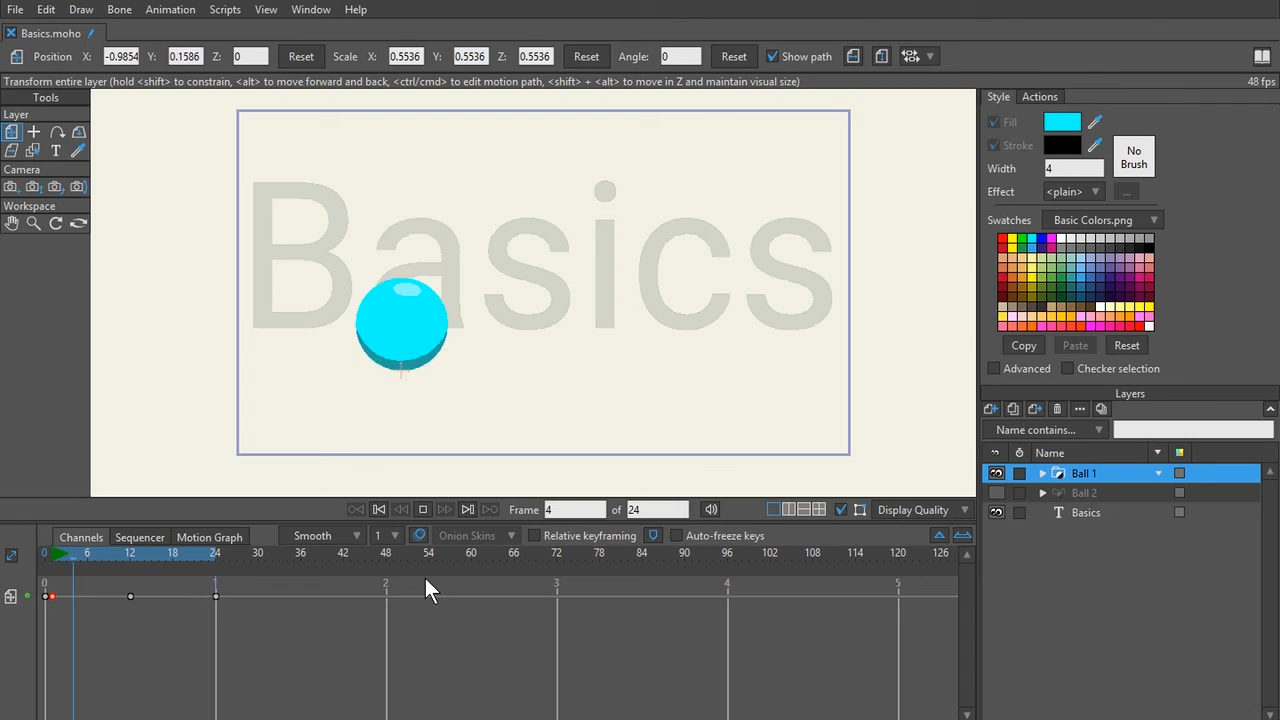 File Edit Draw Bone Animation Scripts View Window Help
Basics.moho
Position X: -0.9854 Y: 0.1586 Z: 0 Reset Scale X: 0.5536 Y: 0.5536 Z: 0.5536 Reset Angle: 0 Reset Show path
Transform entire layer (hold <shift> to constrain, <alt> to move forward and back, <ctrl/cmd> to edit motion path, <shift> + <alt> to move in Z and maintain visual size) 48 fps
Tools
Layer
T
Camera
Workspace
Basics
Style Actions
Fill
Stroke
No
Brush
Width 4
Effect <plain> ...
Swatches Basic Colors.png
Copy Paste Reset
Advanced Checker selection
Layers
Name contains...
Name
Ball 1
Ball 2
T Basics
Frame 4 of 24 Display Quality
Channels Sequencer Motion Graph Smooth 1 Onion Skins Relative keyframing Auto-freeze keys
0 6 12 18 24 30 36 42 48 54 60 66 72 78 84 90 96 102 108 114 120 126
0 1 2 3 4 5